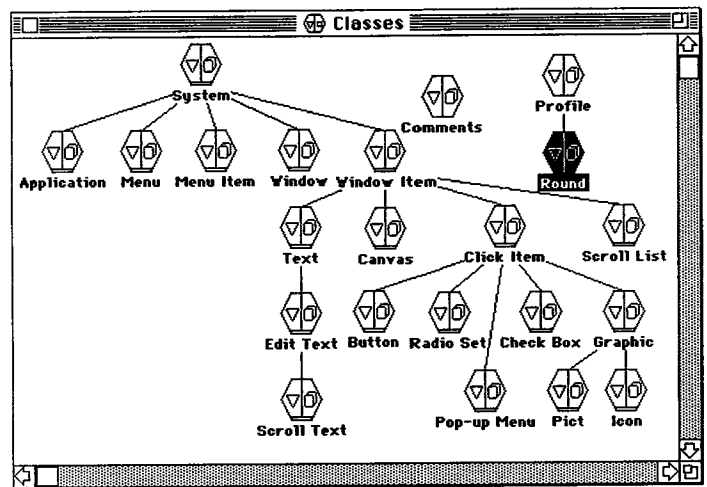 Classes
System
Comments
Profile
Application Menu Menu Item Window Window Item
Round
Text Canvas Click Item Scroll List
Edit Text Button Radio Set Check Box Graphic
Scroll Text Pop-up Menu Pict Icon